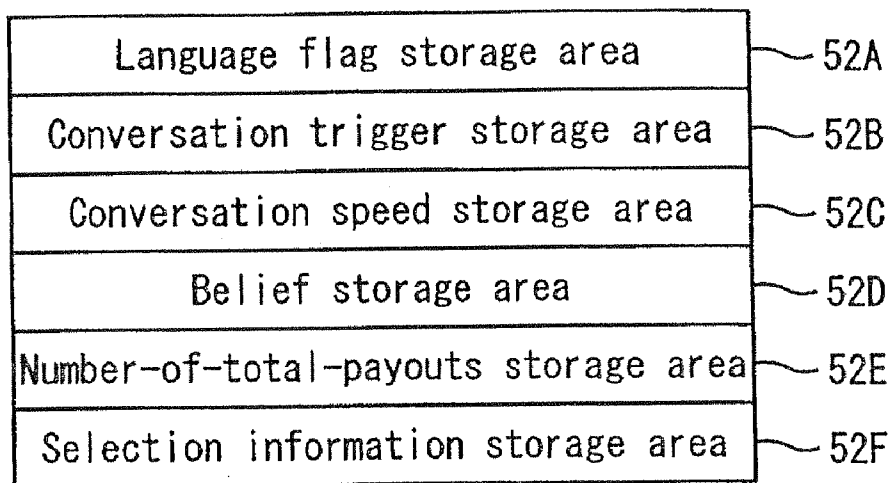 Language flag storage area 52A
Conversation trigger storage area 52B
Conversation speed storage area 52C
Belief storage area 52D
Number-of-total-payouts storage area 52E
Selection information storage area 52F